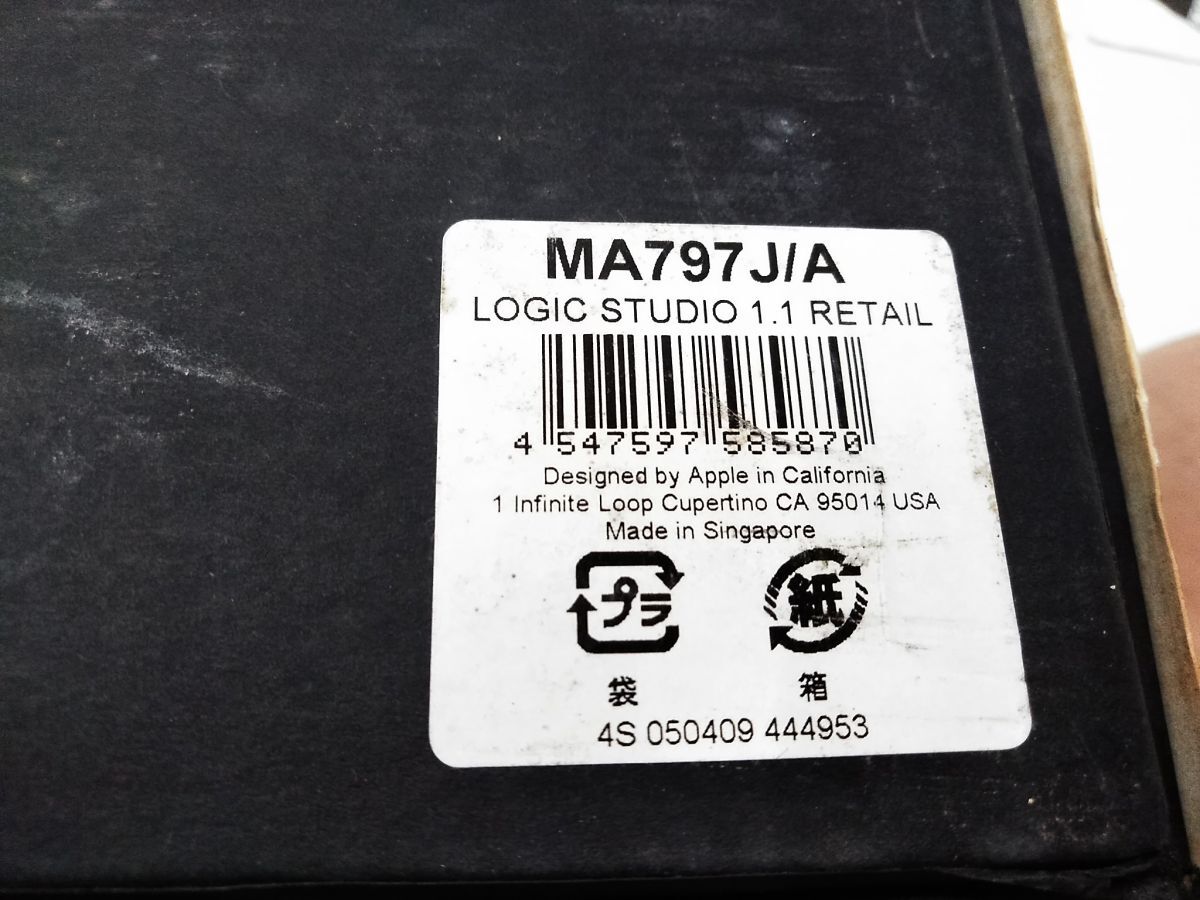 MA797J/A
LOGIC STUDIO 1.1 RETAIL
4 547597 585870
Designed by Apple in California
1 Infinite Loop Cupertino CA 95014 USA
Made in Singapore
プラ 紙
袋 箱
4S 050409 444953